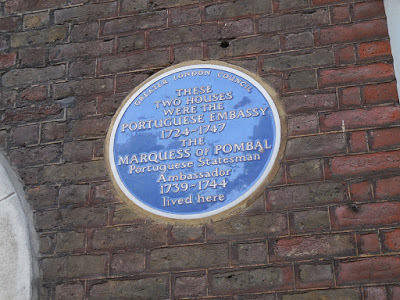 GREATER LONDON COUNCIL
THESE
TWO HOUSES
WERE THE
PORTUGUESE EMBASSY
1724-1747
THE
MARQUESS OF POMBAL
Portuguese Statesman
Ambassador
1739-1744
lived here